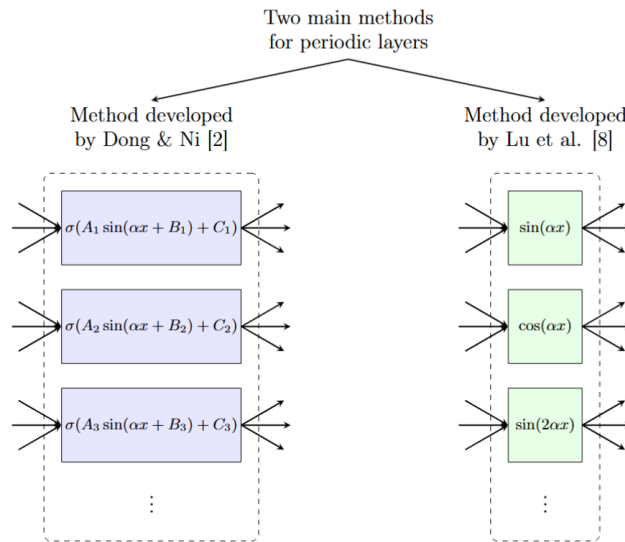 Two main methods
for periodic layers
Method developed
by Dong & Ni [2]
σ(A₁ sin(αx + B₁) + C₁)
σ(A₂ sin(αx + B₂) + C₂)
σ(A₃ sin(αx + B₃) + C₃)
⋮
Method developed
by Lu et al. [8]
sin(αx)
cos(αx)
sin(2αx)
⋮